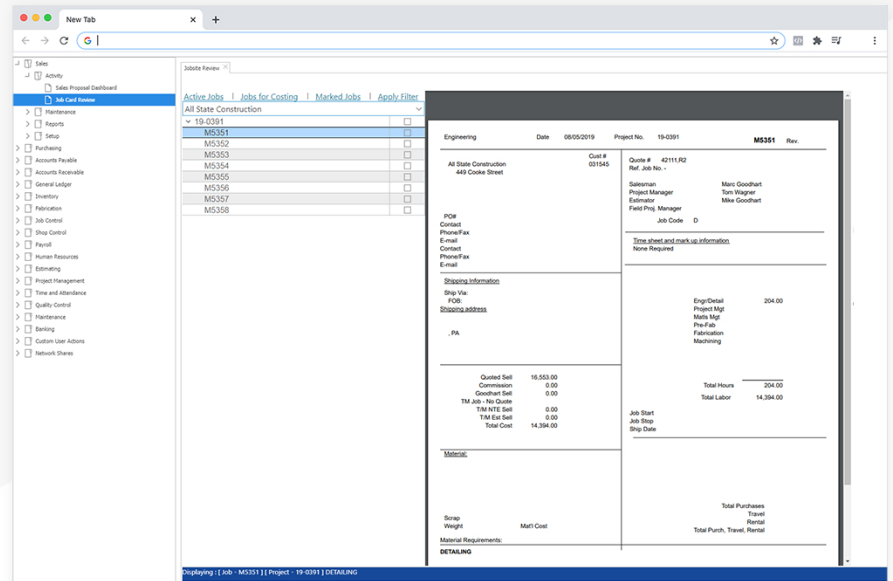 New Tab
Sales
Activity
Sales Proposal Dashboard
Job Card Review
Maintenance
Reports
Setup
Purchasing
Accounts Payable
Accounts Receivable
General Ledger
Inventory
Fabrication
Job Control
Shop Control
Payroll
Human Resources
Estimating
Project Management
Time and Attendance
Quality Control
Maintenance
Banking
Custom User Actions
Network Shares
Jobsite Review
Active Jobs | Jobs for Costing | Marked Jobs | Apply Filter
All State Construction
19-0391
M5351
M5352
M5353
M5354
M5355
M5356
M5357
M5358
Engineering Date 08/05/2019 Project No. 19-0391 M5351 Rev.
Cust #
All State Construction 031545
449 Cooke Street
PO#
Contact
Phone/Fax
E-mail
Contact
Phone/Fax
E-mail
Quote # 42111,R2
Ref. Job No. -
Salesman Marc Goodhart
Project Manager Tom Wagner
Estimator Mike Goodhart
Field Proj. Manager
Job Code D
Time sheet and mark up information
None Required
Shipping Information
Ship Via:
FOB:
Shipping address
, PA
Engr/Detail 204.00
Project Mgt
Matls Mgt
Pre-Fab
Fabrication
Machining
Quoted Sell 16,553.00
Commission 0.00
Goodhart Sell 0.00
TM Job - No Quote
T/M NTE Sell 0.00
T/M Est Sell 0.00
Total Cost 14,394.00
Total Hours 204.00
Total Labor 14,394.00
Job Start
Job Stop
Ship Date
Material:
Scrap
Weight Mat'l Cost
Total Purchases
Travel
Rental
Total Purch, Travel, Rental
Material Requirements:
DETAILING
Displaying : [ Job - M5351 ] [ Project - 19-0391 ] DETAILING